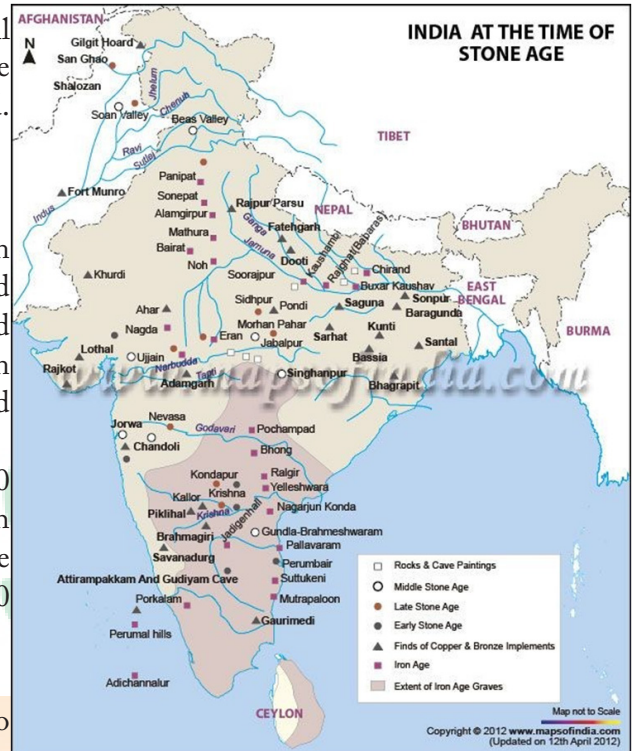 INDIA AT THE TIME OF
STONE AGE
AFGHANISTAN
N
Gilgit Hoard
San Ghao
Shalozan
Jhelum
Chenuh
Soan Valley
Beas Valley
TIBET
Ravi
Sutlej
Panipat
Fort Munro
Indus
Sonepat
Rajpur Parsu
NEPAL
Alamgirpur
Ganga
Fatehgarh
BHUTAN
Mathura
Jamuna
Kaushambi
Rajghat(Babaras)
Bairat
Dooti
Noh
Chirand
Khurdi
Soorajpur
Buxar Kaushav
EAST
BENGAL
Sidhpur
Pondi
Saguna
Sonpur
Baragunda
Ahar
Morhan Pahar
BURMA
Nagda
Eran
Jabalpur
Sarhat
Kunti
Santal
Lothal
Ujjain
Bassia
Narbudda
Rajkot
Tapti
Singhanpur
Adamgarh
Bhagrapit
www.mapsofindia.com
Nevasa
Jorwa
Godavari
Pochampad
Chandoli
Bhong
Kondapur
Ralgir
Yelleshwara
Kallor
Krishna
Nagarjun Konda
Piklihal
Krishna
Jadigenhali
Brahmagiri
Gundla-Brahmeshwaram
Savanadurg
Pallavaram
Perumbair
Attirampakkam And Gudiyam Cave
Suttukeni
Porkalam
Mutrapaloon
Gaurimedi
Perumal hills
Adichannalur
CEYLON
Rocks & Cave Paintings
Middle Stone Age
Late Stone Age
Early Stone Age
Finds of Copper & Bronze Implements
Iron Age
Extent of Iron Age Graves
Map not to Scale
Copyright © 2012 www.mapsofindia.com
(Updated on 12th April 2012)